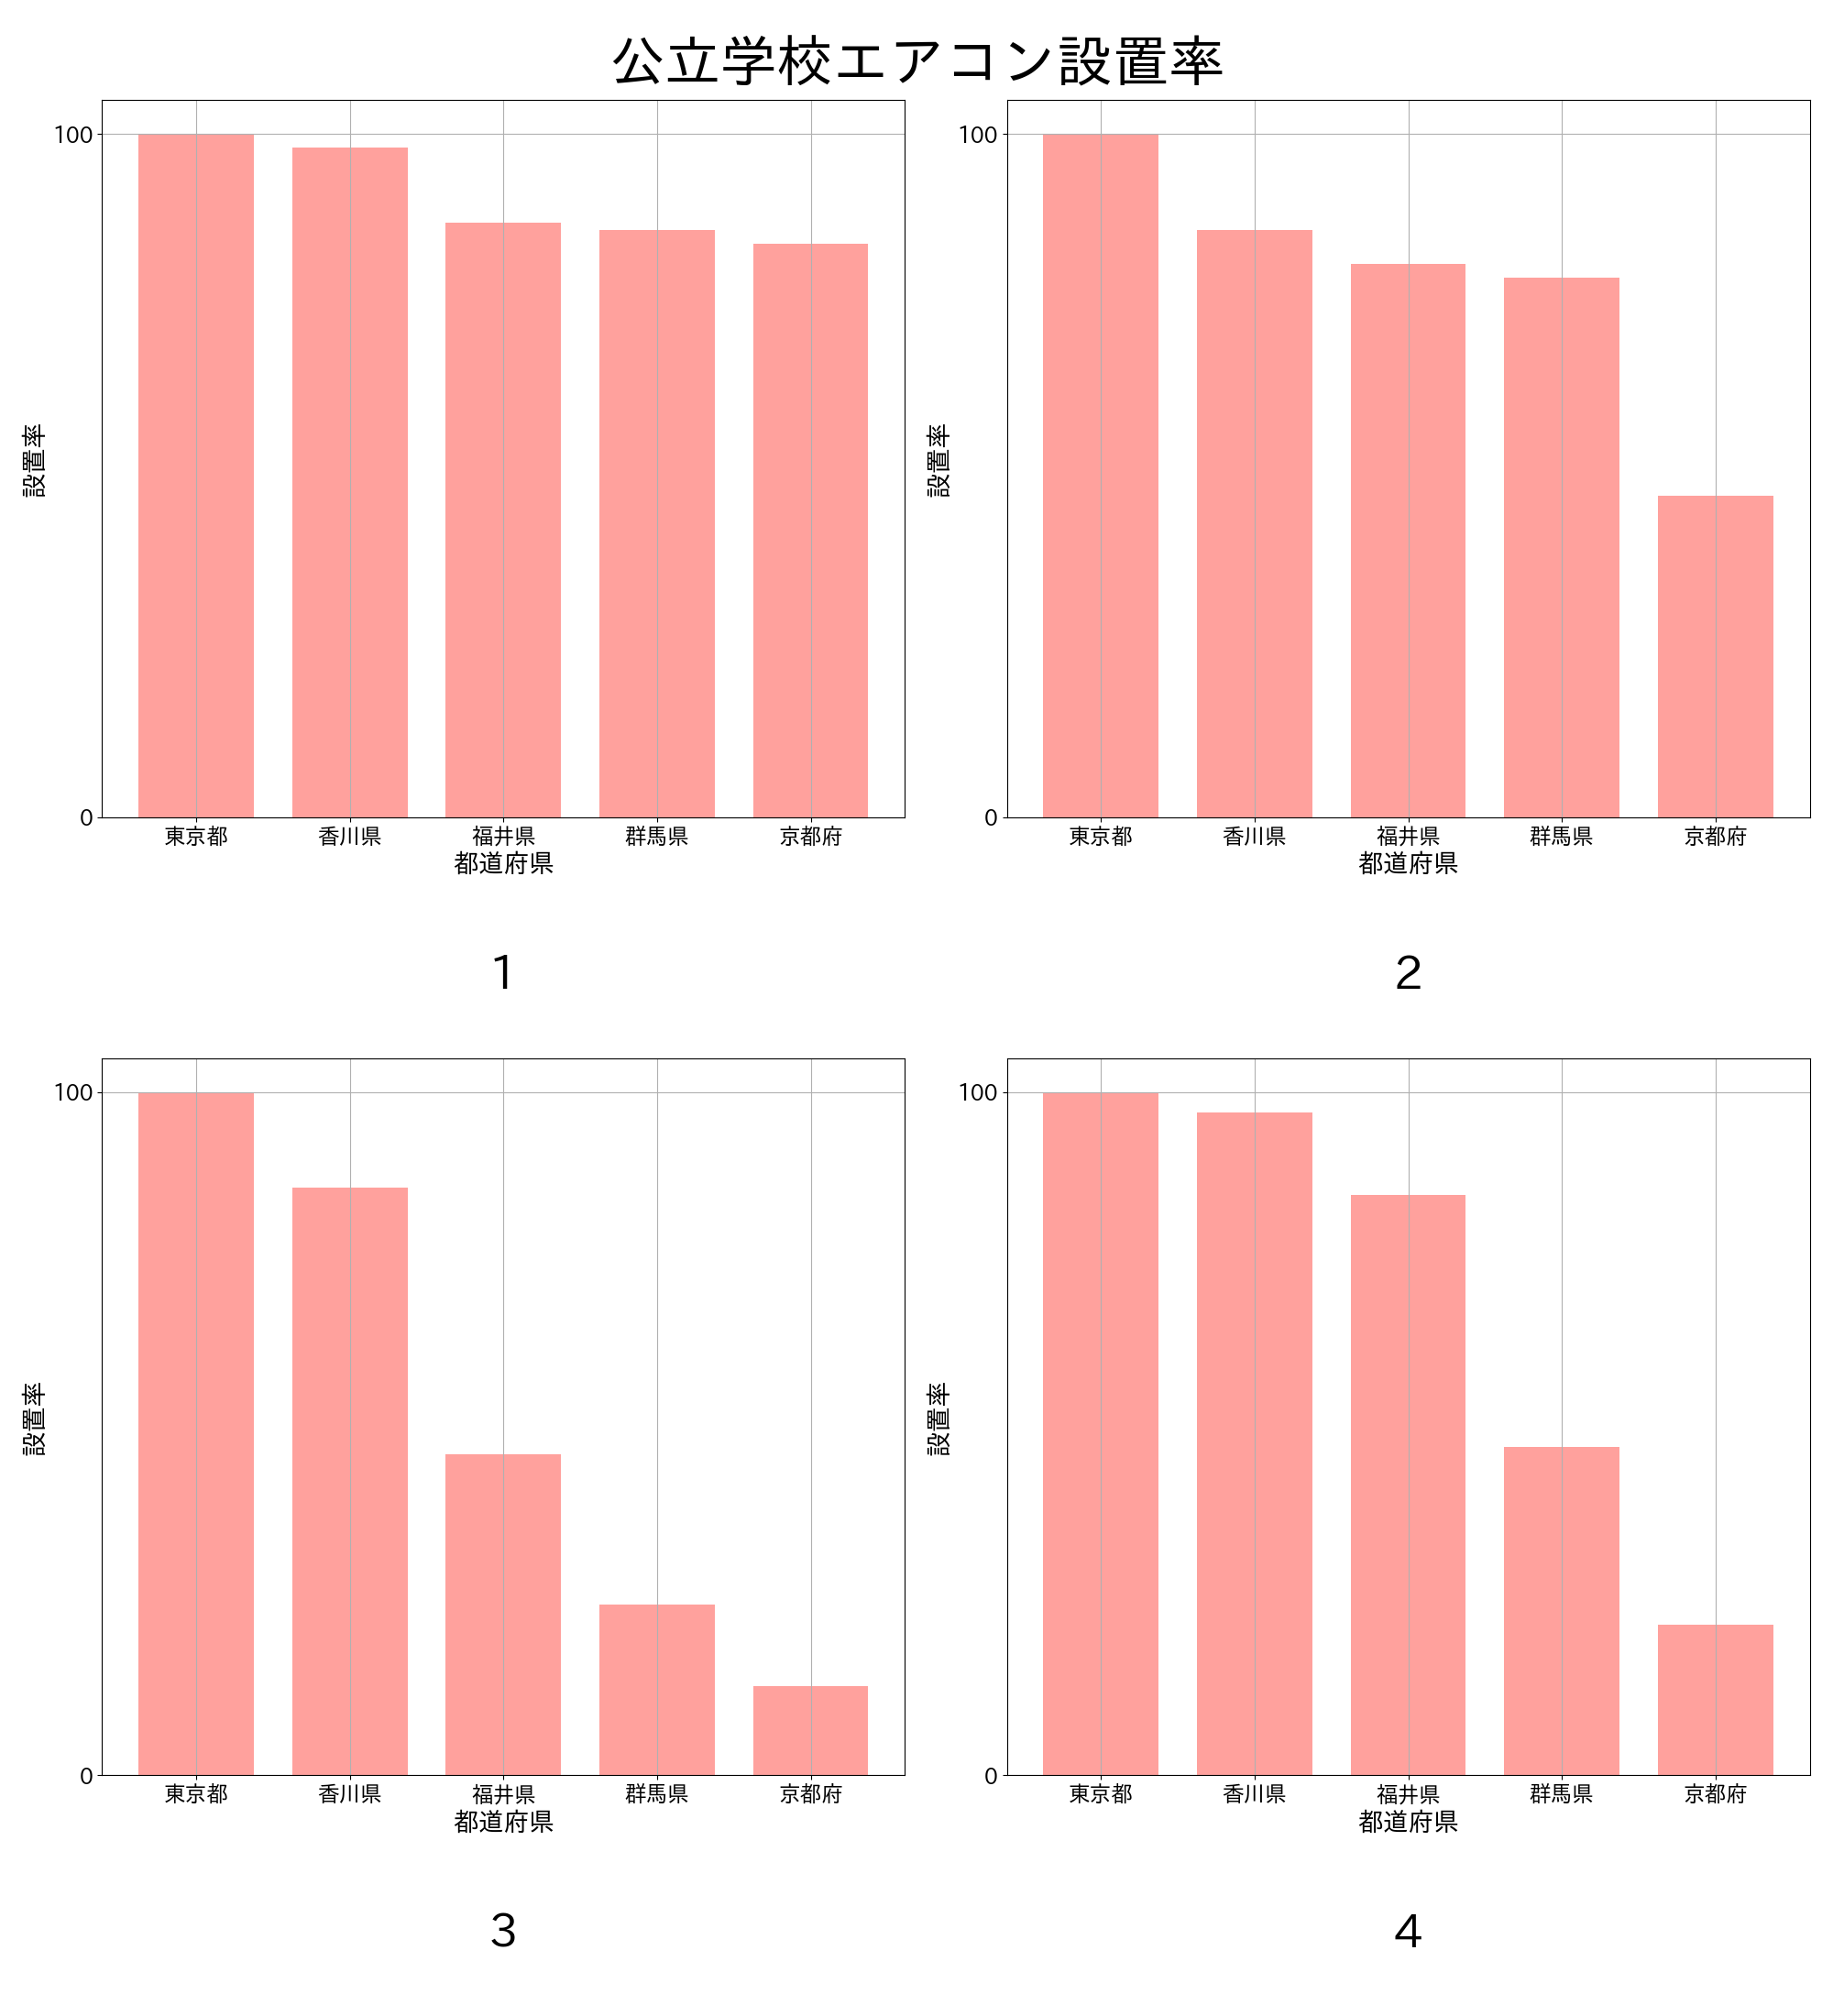 公立学校エアコン設置率
100
0
設置率
東京都 香川県 福井県 群馬県 京都府
都道府県
1
100
0
設置率
東京都 香川県 福井県 群馬県 京都府
都道府県
2
100
0
設置率
東京都 香川県 福井県 群馬県 京都府
都道府県
3
100
0
設置率
東京都 香川県 福井県 群馬県 京都府
都道府県
4